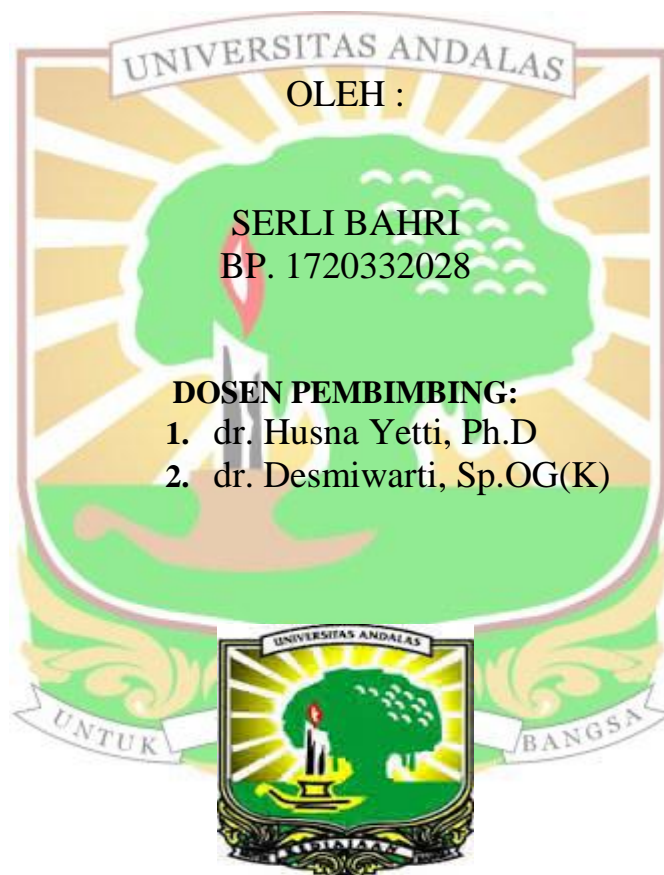 UNIVERSITAS ANDALAS
OLEH :
SERLI BAHRI
BP. 1720332028
DOSEN PEMBIMBING:
1. dr. Husna Yetti, Ph.D
2. dr. Desmiwarti, Sp.OG(K)
UNIVERSITAS ANDALAS
UNTUK BANGSA
KEDJAJAAN